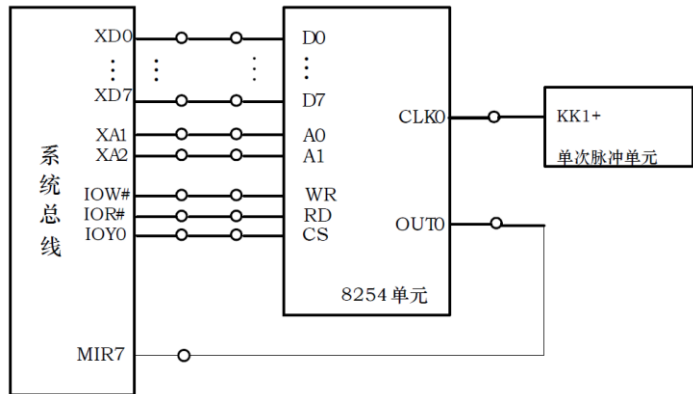 系统总线
XD0
XD7
XA1
XA2
IOW#
IOR#
IOY0
MIR7
D0
D7
A0
A1
WR
RD
CS
CLK0
OUT0
8254单元
KK1+
单次脉冲单元